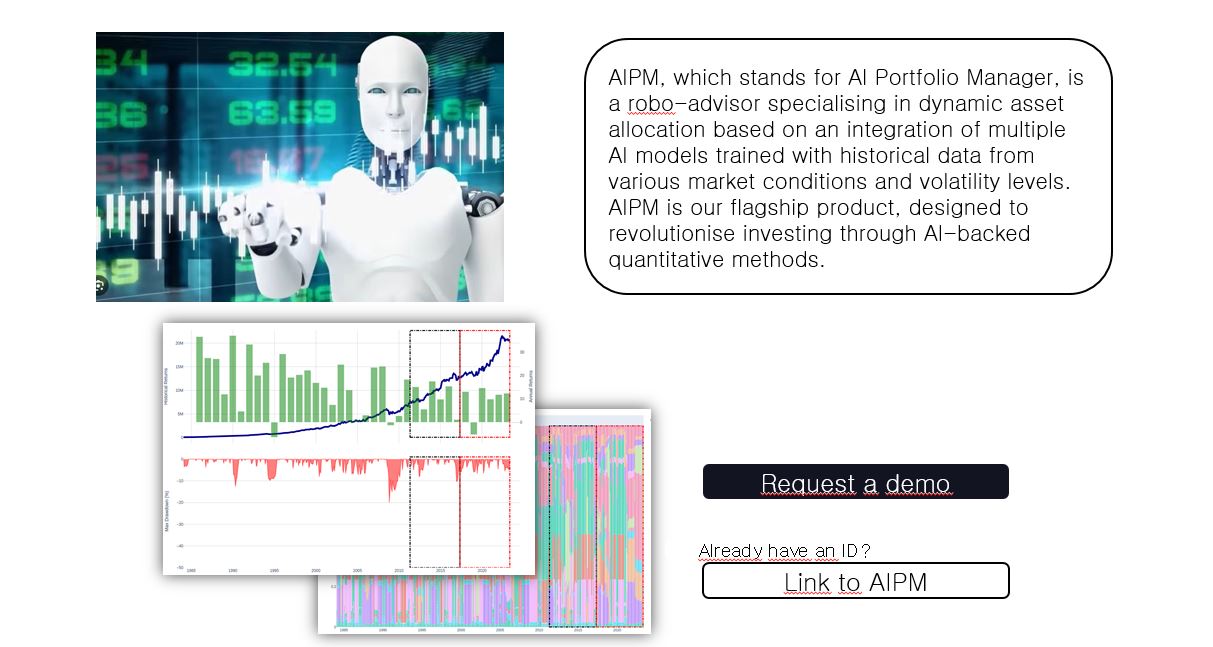 32.54
63.59
AIPM, which stands for AI Portfolio Manager, is
a robo-advisor specialising in dynamic asset
allocation based on an integration of multiple
AI models trained with historical data from
various market conditions and volatility levels.
AIPM is our flagship product, designed to
revolutionise investing through AI-backed
quantitative methods.
Historical Returns
20M
15M
10M
5M
0
30
20
10
0
Annual Returns
Max Drawdown (%)
0
-10
-20
-30
-40
-50
1985 1990 1995 2000 2005 2010 2015 2020
1985 1990 1995 2000 2005 2010 2015 2020
Request a demo
Already have an ID?
Link to AIPM